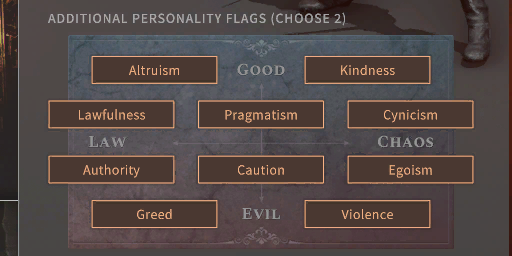 ADDITIONAL PERSONALITY FLAGS (CHOOSE 2)
Altruism GOOD Kindness
Lawfulness Pragmatism Cynicism
LAW CHAOS
Authority Caution Egoism
Greed EVIL Violence